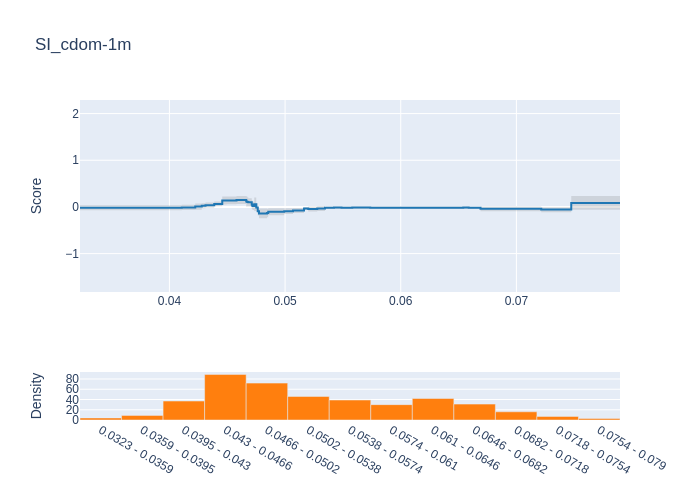 SI_cdom-1m
2
1
0
−1
Score
0.04
0.05
0.06
0.07
80
60
40
20
0
Density
0.0323 - 0.0359
0.0359 - 0.0395
0.0395 - 0.043
0.043 - 0.0466
0.0466 - 0.0502
0.0502 - 0.0538
0.0538 - 0.0574
0.0574 - 0.061
0.061 - 0.0646
0.0646 - 0.0682
0.0682 - 0.0718
0.0718 - 0.0754
0.0754 - 0.079